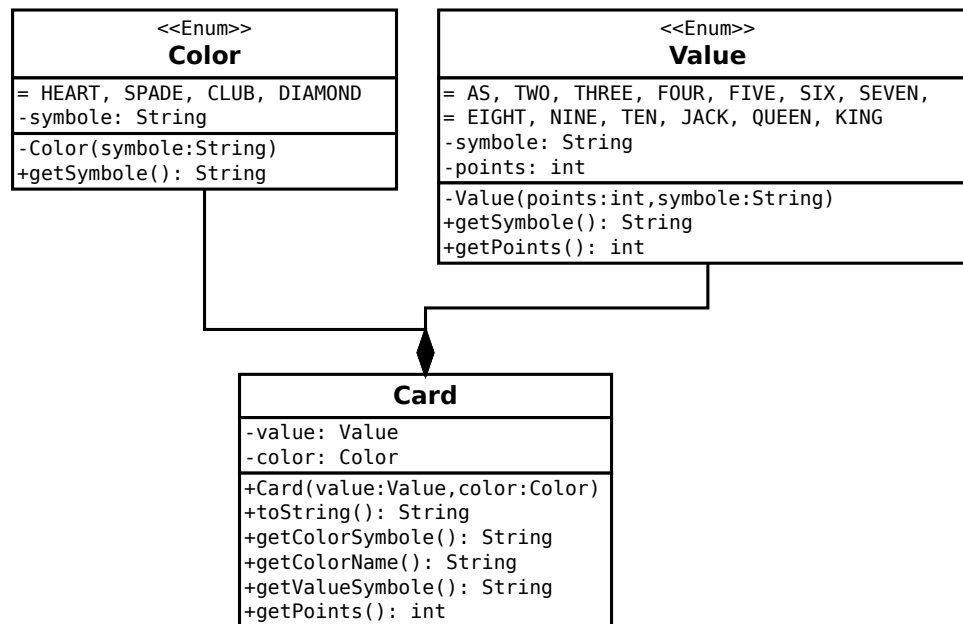 <<Enum>>
Color
= HEART, SPADE, CLUB, DIAMOND
-symbole: String
-Color(symbole:String)
+getSymbole(): String
<<Enum>>
Value
= AS, TWO, THREE, FOUR, FIVE, SIX, SEVEN,
= EIGHT, NINE, TEN, JACK, QUEEN, KING
-symbole: String
-points: int
-Value(points:int,symbole:String)
+getSymbole(): String
+getPoints(): int
Card
-value: Value
-color: Color
+Card(value:Value,color:Color)
+toString(): String
+getColorSymbole(): String
+getColorName(): String
+getValueSymbole(): String
+getPoints(): int